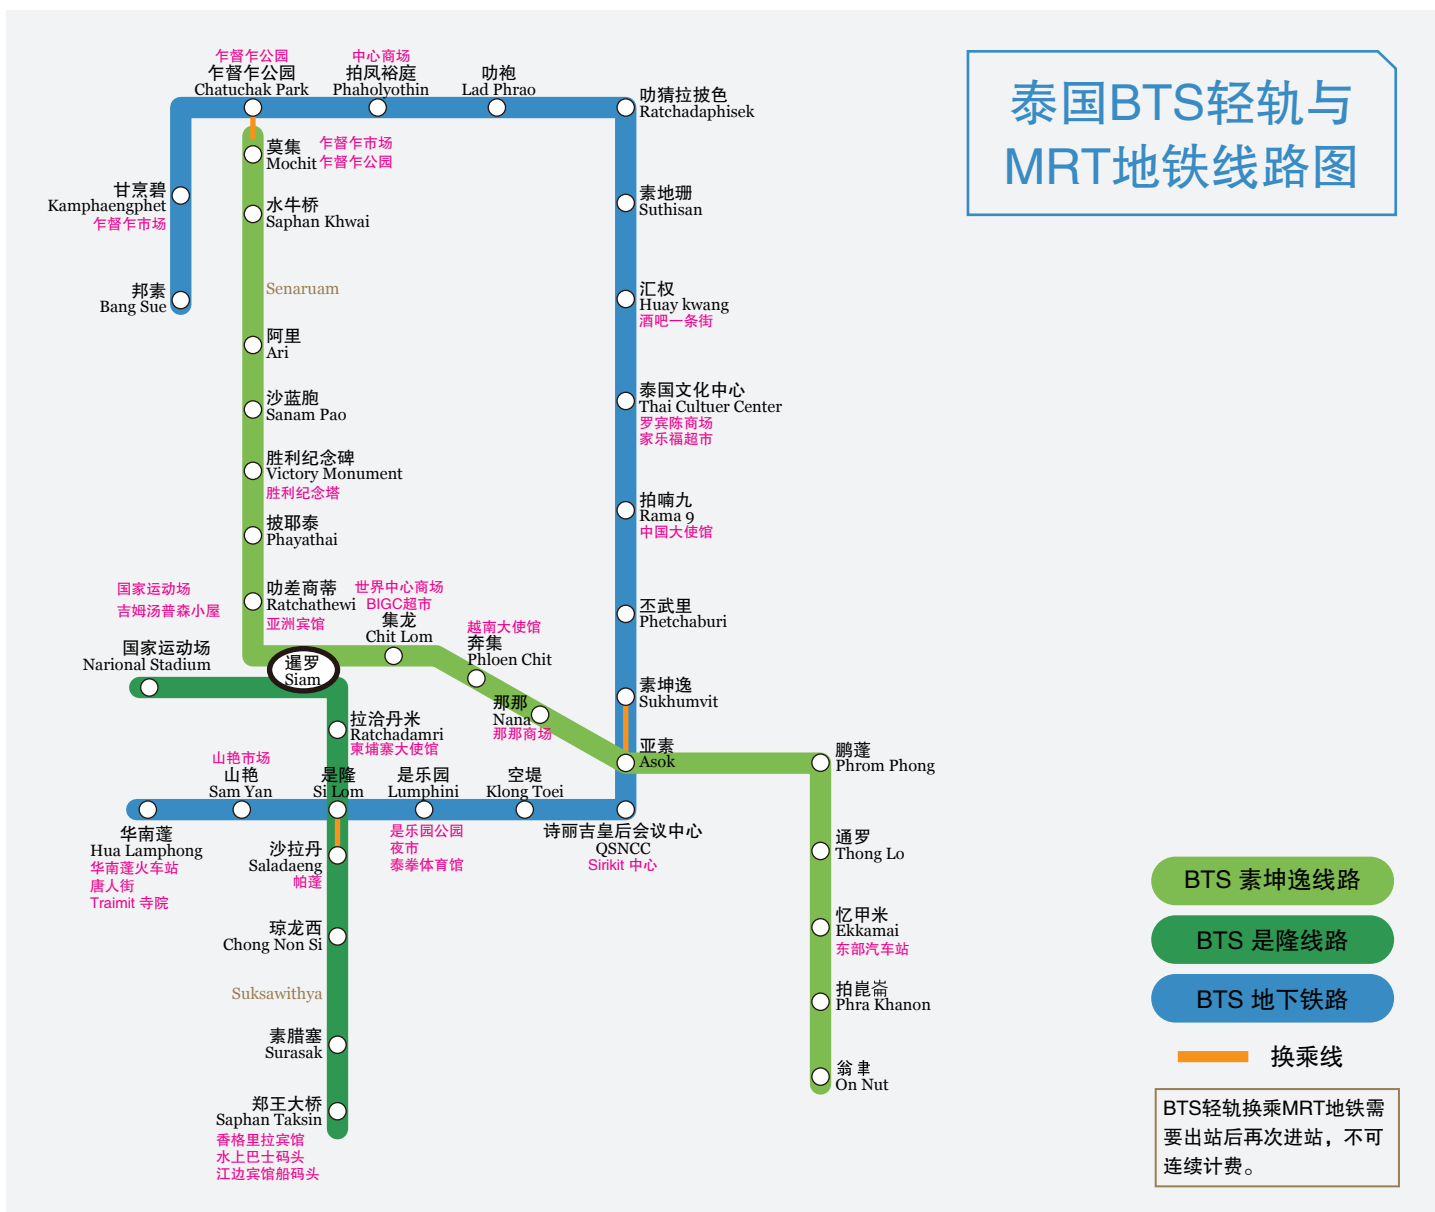 泰国BTS轻轨与
MRT地铁线路图
乍督乍公园
乍督乍公园
Chatuchak Park
中心商场
拍凤裕庭
Phaholyothin
叻袍
Lad Phrao
叻猜拉披色
Ratchadaphisek
莫集
Mochit
乍督乍市场
乍督乍公园
甘烹碧
Kamphaengphet
乍督乍市场
水牛桥
Saphan Khwai
素地珊
Suthisan
邦素
Bang Sue
Senaruam
汇权
Huay kwang
酒吧一条街
阿里
Ari
沙蓝胞
Sanam Pao
泰国文化中心
Thai Cultuer Center
罗宾陈商场
家乐福超市
胜利纪念碑
Victory Monument
胜利纪念塔
拍喃九
Rama 9
中国大使馆
披耶泰
Phayathai
国家运动场
吉姆汤普森小屋
叻差商蒂
Ratchathewi
亚洲宾馆
世界中心商场
BIGC超市
集龙
Chit Lom
越南大使馆
奔集
Phloen Chit
丕武里
Phetchaburi
国家运动场
Narional Stadium
暹罗
Siam
那那
Nana
那那商场
素坤逸
Sukhumvit
拉洽丹米
Ratchadamri
柬埔寨大使馆
亚素
Asok
鹏蓬
Phrom Phong
山艳市场
山艳
Sam Yan
是隆
Si Lom
是乐园
Lumphini
空堤
Klong Toei
华南蓬
Hua Lamphong
华南蓬火车站
唐人街
Traimit 寺院
沙拉丹
Saladaeng
帕蓬
是乐园公园
夜市
泰拳体育馆
诗丽吉皇后会议中心
QSNCC
Sirikit 中心
通罗
Thong Lo
琼龙西
Chong Non Si
忆甲米
Ekkamai
东部汽车站
Suksawithya
拍崑崙
Phra Khanon
素腊塞
Surasak
翁聿
On Nut
郑王大桥
Saphan Taksin
香格里拉宾馆
水上巴士码头
江边宾馆船码头
BTS 素坤逸线路
BTS 是隆线路
BTS 地下铁路
换乘线
BTS轻轨换乘MRT地铁需
要出站后再次进站，不可
连续计费。